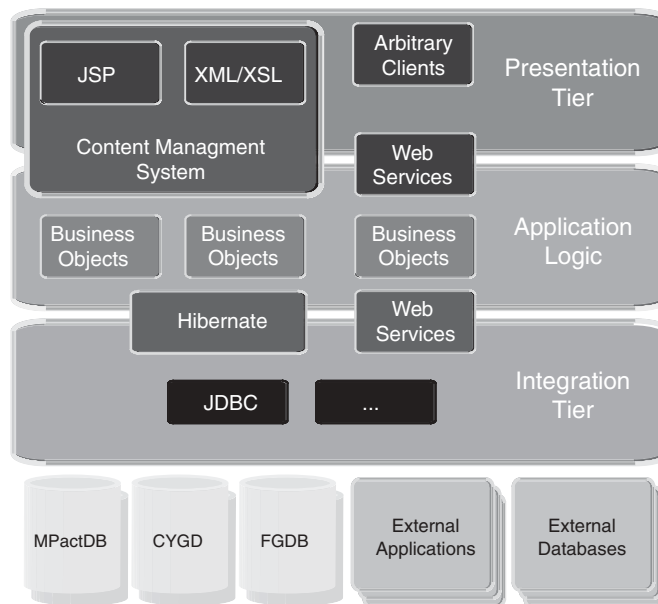 JSP
XML/XSL
Arbitrary
Clients
Presentation
Tier
Content Managment
System
Web
Services
Business
Objects
Business
Objects
Business
Objects
Application
Logic
Hibernate
Web
Services
Integration
Tier
JDBC
...
MPactDB
CYGD
FGDB
External
Applications
External
Databases